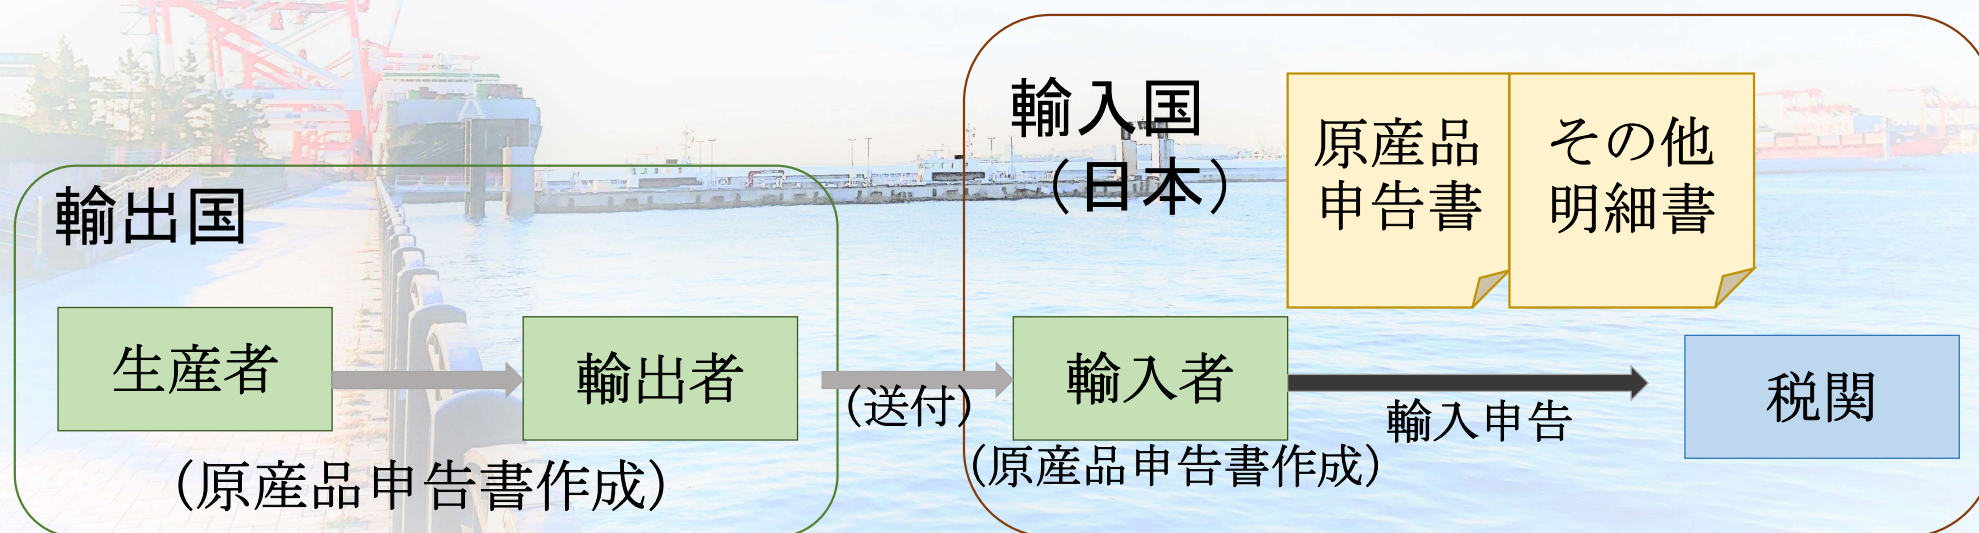 輸出国
生産者
輸出者
(原産品申告書作成)
(送付)
輸入国
(日本)
原産品
申告書
その他
明細書
輸入者
(原産品申告書作成)
輸入申告
税関